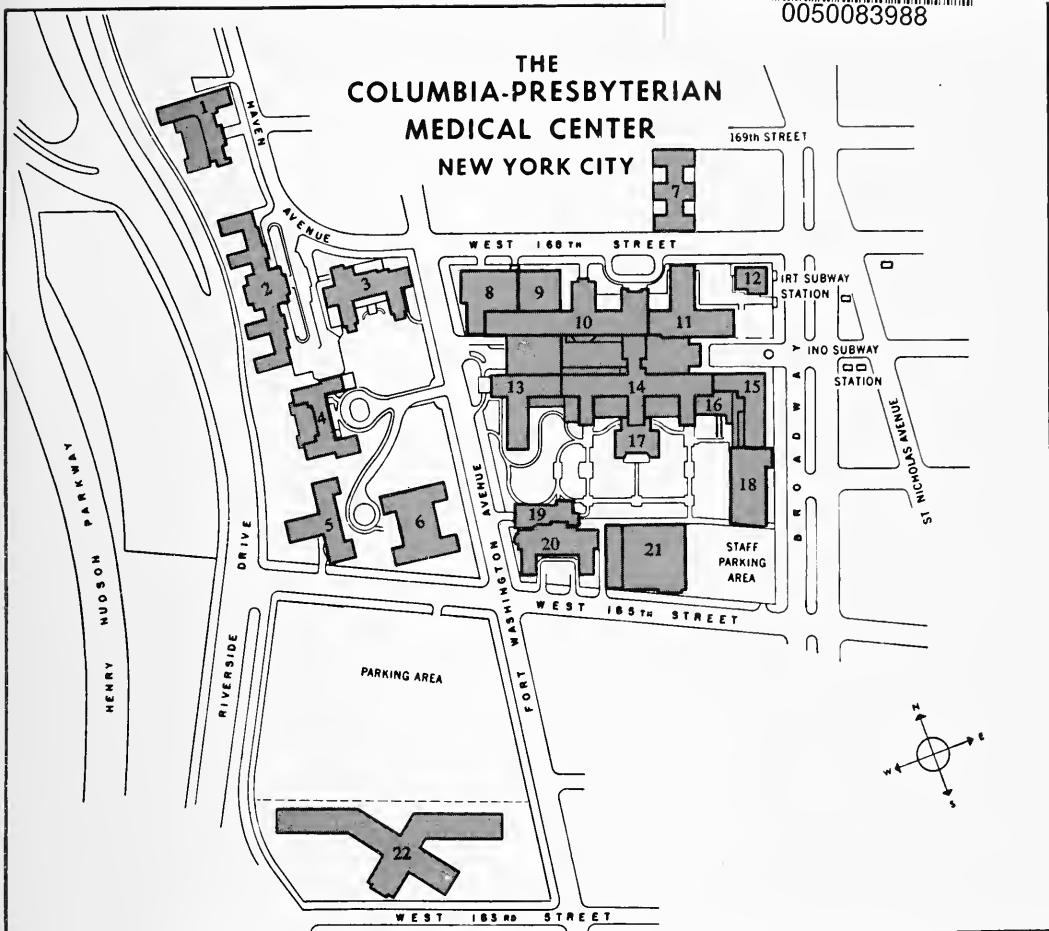 0050083988
THE
COLUMBIA-PRESBYTERIAN
MEDICAL CENTER
NEW YORK CITY
169th STREET
HAVEN
AVENUE
WEST 168TH STREET
IRT SUBWAY
STATION
IND SUBWAY
STATION
ST NICHOLAS AVENUE
BROADWAY
1
2
3
4
5
6
7
8
9
10
11
12
13
14
15
16
17
18
19
20
21
22
STAFF
PARKING
AREA
WEST 165TH STREET
FORT WASHINGTON AVENUE
HENRY HUDSON PARKWAY
RIVERSIDE DRIVE
PARKING AREA
WEST 163RD STREET
N
E
W
S